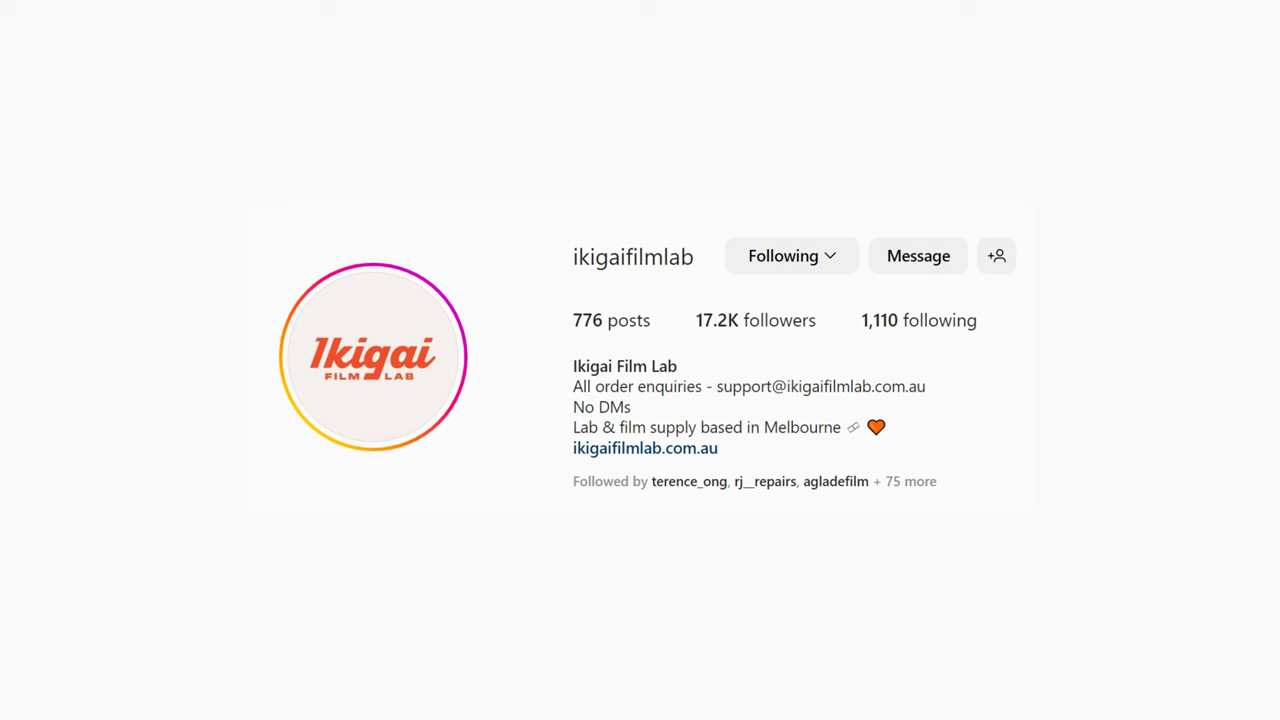 Ikigai
FILM LAB
ikigaifilmlab Following Message
776 posts 17.2K followers 1,110 following
Ikigai Film Lab
All order enquiries - support@ikigaifilmlab.com.au
No DMs
Lab & film supply based in Melbourne 🧡
ikigaifilmlab.com.au
Followed by terence_ong, rj__repairs, agladefilm + 75 more